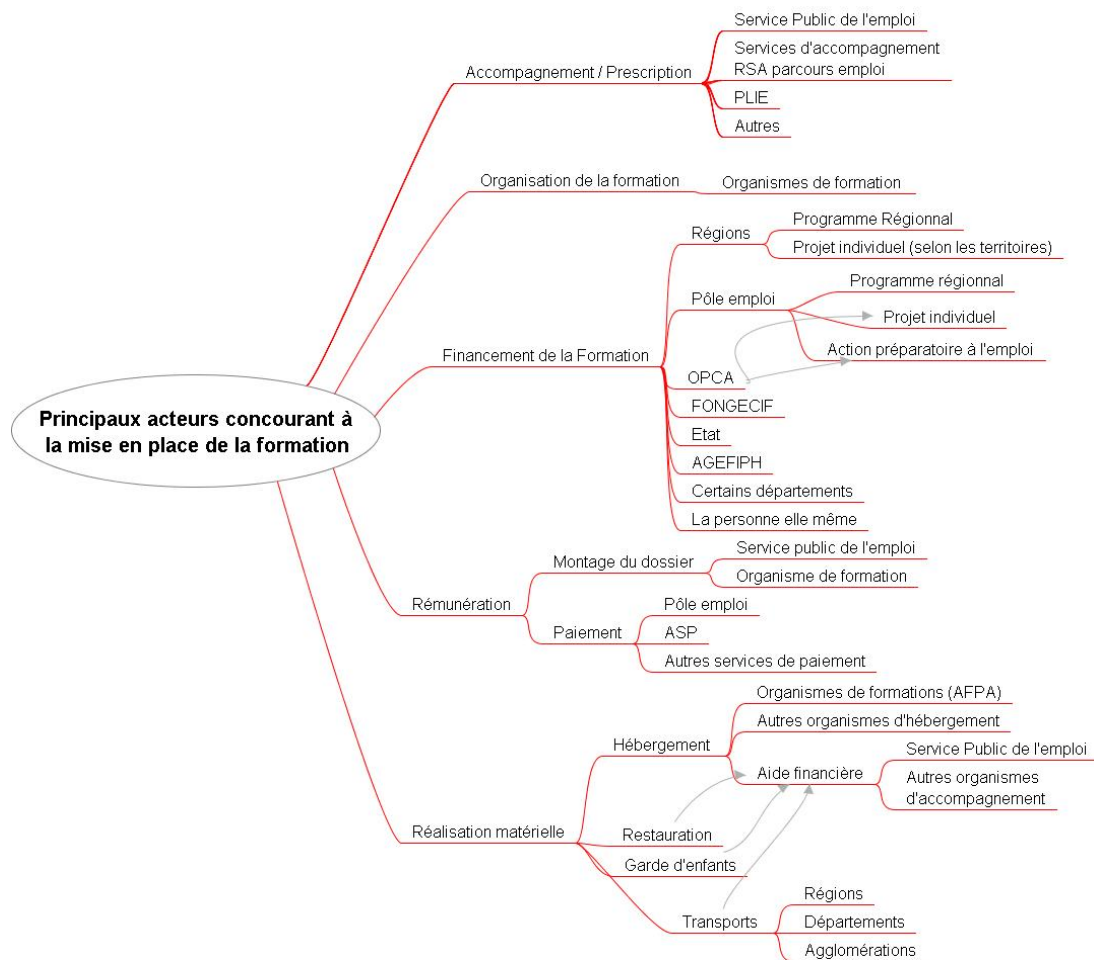 Principaux acteurs concourant à
la mise en place de la formation
Accompagnement / Prescription
Service Public de l'emploi
Services d'accompagnement
RSA parcours emploi
PLIE
Autres
Organisation de la formation
Organismes de formation
Financement de la Formation
Régions
Programme Régionnal
Projet individuel (selon les territoires)
Pôle emploi
Programme régionnal
Projet individuel
Action préparatoire à l'emploi
OPCA
FONGECIF
Etat
AGEFIPH
Certains départements
La personne elle même
Rémunération
Montage du dossier
Service public de l'emploi
Organisme de formation
Paiement
Pôle emploi
ASP
Autres services de paiement
Réalisation matérielle
Hébergement
Organismes de formations (AFPA)
Autres organismes d'hébergement
Aide financière
Service Public de l'emploi
Autres organismes
d'accompagnement
Restauration
Garde d'enfants
Transports
Régions
Départements
Agglomérations